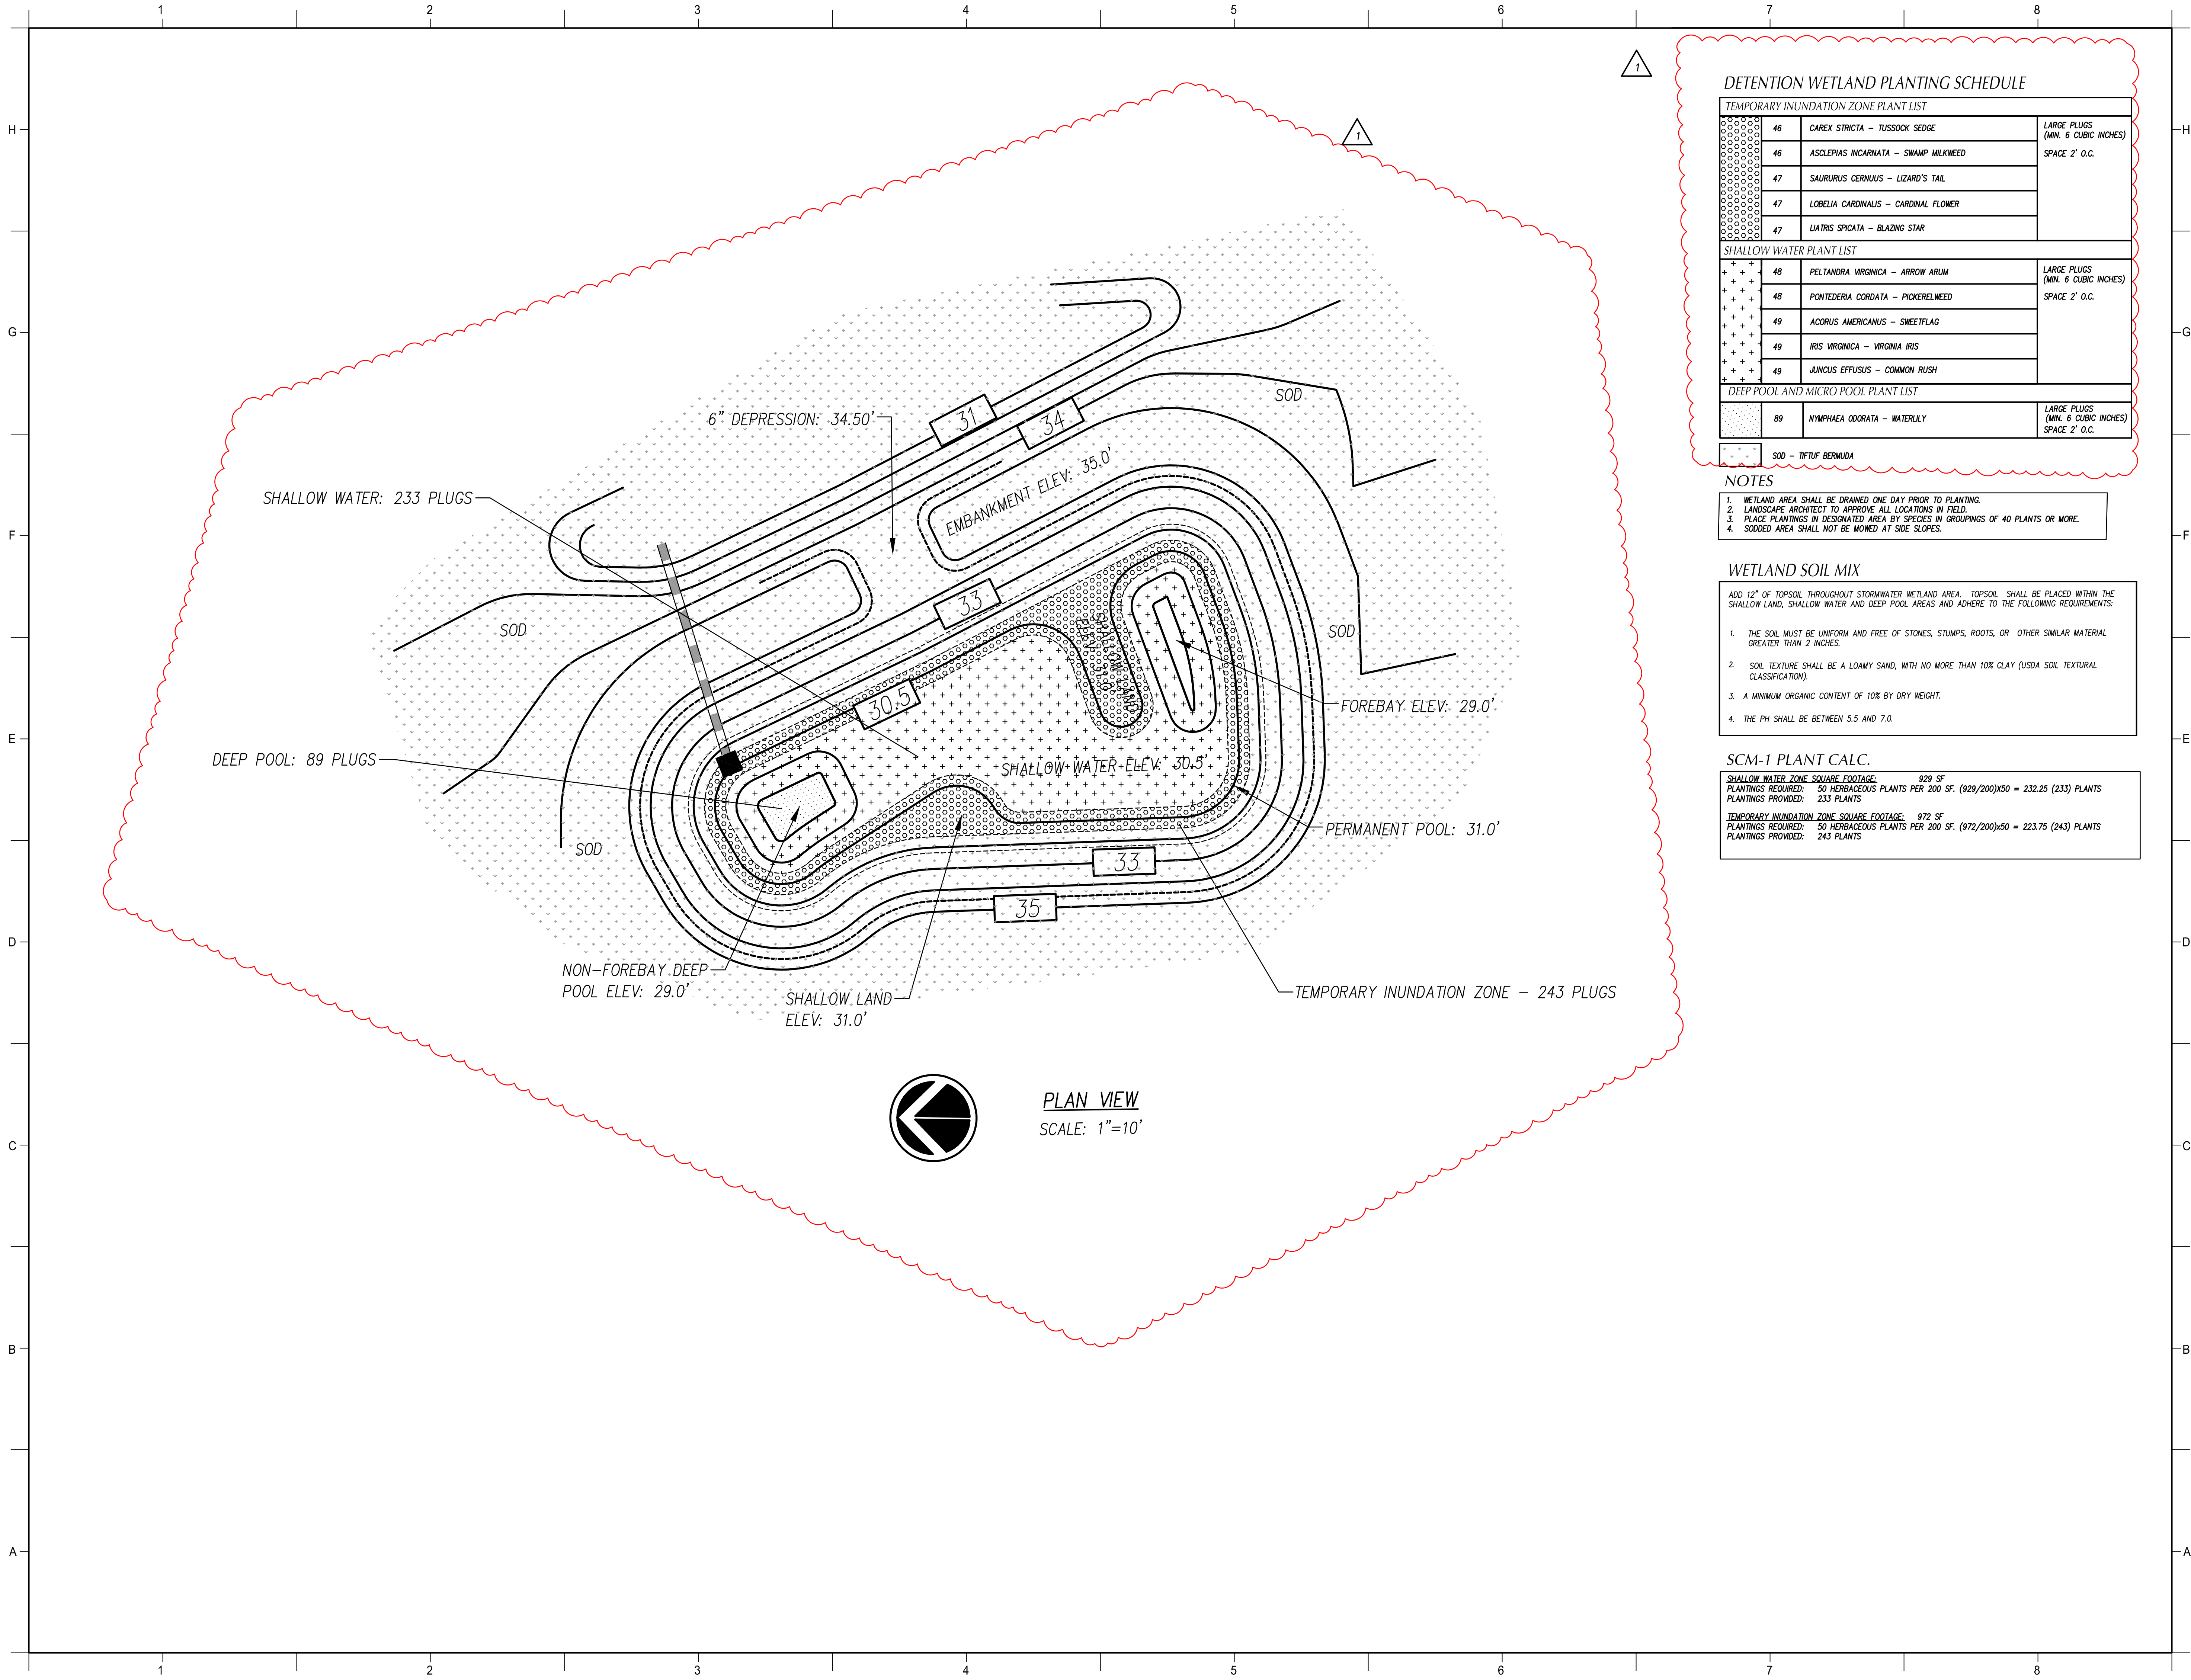 1 2 3 4 5 6 7 8
H
G
F
E
D
C
B
A
H
G
F
E
D
C
B
A
1
1
DETENTION WETLAND PLANTING SCHEDULE
TEMPORARY INUNDATION ZONE PLANT LIST
46 CAREX STRICTA – TUSSOCK SEDGE
LARGE PLUGS
(MIN. 6 CUBIC INCHES)
46 ASCLEPIAS INCARNATA – SWAMP MILKWEED
SPACE 2' O.C.
47 SAURURUS CERNUUS – LIZARD'S TAIL
47 LOBELIA CARDINALIS – CARDINAL FLOWER
47 LIATRIS SPICATA – BLAZING STAR
SHALLOW WATER PLANT LIST
48 PELTANDRA VIRGINICA – ARROW ARUM
LARGE PLUGS
(MIN. 6 CUBIC INCHES)
48 PONTEDERIA CORDATA – PICKERELWEED
SPACE 2' O.C.
49 ACORUS AMERICANUS – SWEETFLAG
49 IRIS VIRGINICA – VIRGINIA IRIS
49 JUNCUS EFFUSUS – COMMON RUSH
DEEP POOL AND MICRO POOL PLANT LIST
89 NYMPHAEA ODORATA – WATERLILY
LARGE PLUGS
(MIN. 6 CUBIC INCHES)
SPACE 2' O.C.
SOD – TIFTUF BERMUDA
NOTES
1. WETLAND AREA SHALL BE DRAINED ONE DAY PRIOR TO PLANTING.
2. LANDSCAPE ARCHITECT TO APPROVE ALL LOCATIONS IN FIELD.
3. PLACE PLANTINGS IN DESIGNATED AREA BY SPECIES IN GROUPINGS OF 40 PLANTS OR MORE.
4. SODDED AREA SHALL NOT BE MOWED AT SIDE SLOPES.
WETLAND SOIL MIX
ADD 12" OF TOPSOIL THROUGHOUT STORMWATER WETLAND AREA. TOPSOIL SHALL BE PLACED WITHIN THE
SHALLOW LAND, SHALLOW WATER AND DEEP POOL AREAS AND ADHERE TO THE FOLLOWING REQUIREMENTS:
1. THE SOIL MUST BE UNIFORM AND FREE OF STONES, STUMPS, ROOTS, OR OTHER SIMILAR MATERIAL
GREATER THAN 2 INCHES.
2. SOIL TEXTURE SHALL BE A LOAMY SAND, WITH NO MORE THAN 10% CLAY (USDA SOIL TEXTURAL
CLASSIFICATION).
3. A MINIMUM ORGANIC CONTENT OF 10% BY DRY WEIGHT.
4. THE PH SHALL BE BETWEEN 5.5 AND 7.0.
SCM-1 PLANT CALC.
SHALLOW WATER ZONE SQUARE FOOTAGE: 929 SF
PLANTINGS REQUIRED: 50 HERBACEOUS PLANTS PER 200 SF. (929/200)X50 = 232.25 (233) PLANTS
PLANTINGS PROVIDED: 233 PLANTS
TEMPORARY INUNDATION ZONE SQUARE FOOTAGE: 972 SF
PLANTINGS REQUIRED: 50 HERBACEOUS PLANTS PER 200 SF. (972/200)x50 = 223.75 (243) PLANTS
PLANTINGS PROVIDED: 243 PLANTS
SOD
6" DEPRESSION: 34.50'
31
34
EMBANKMENT ELEV: 35.0'
SHALLOW WATER: 233 PLUGS
33
SOD
SOD
SHALLOW LAND
ELEV: 31.0'
30.5
FOREBAY ELEV: 29.0'
DEEP POOL: 89 PLUGS
SHALLOW WATER ELEV: 30.5'
PERMANENT POOL: 31.0'
SOD
33
35
NON–FOREBAY DEEP
POOL ELEV: 29.0'
SHALLOW LAND
ELEV: 31.0'
TEMPORARY INUNDATION ZONE – 243 PLUGS
PLAN VIEW
SCALE: 1"=10'
1 2 3 4 5 6 7 8